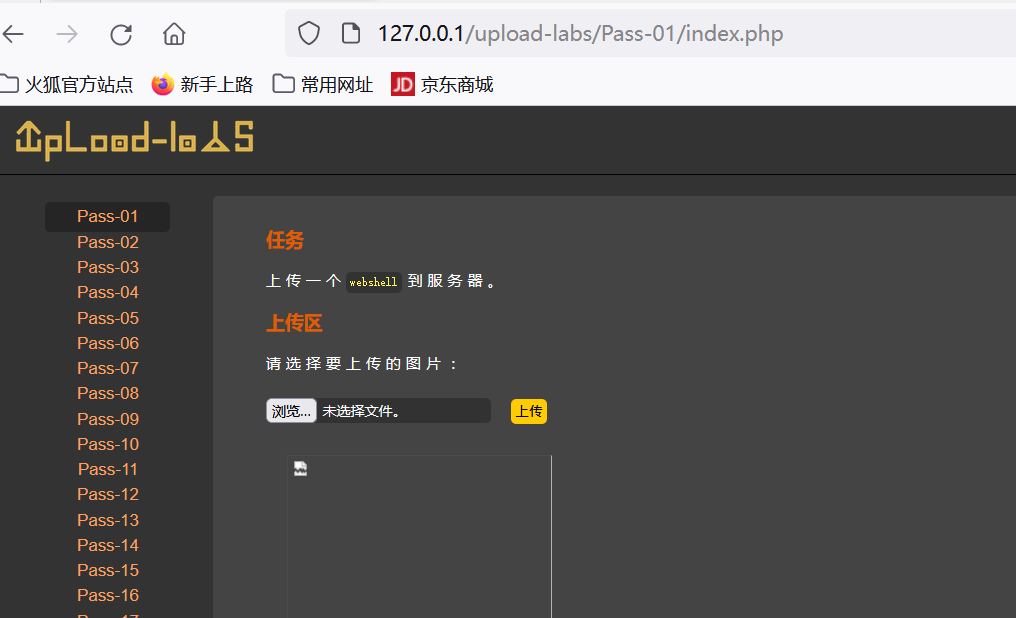 127.0.0.1/upload-labs/Pass-01/index.php
火狐官方站点 新手上路 常用网址 JD 京东商城
UpLoad-labs
Pass-01
Pass-02
Pass-03
Pass-04
Pass-05
Pass-06
Pass-07
Pass-08
Pass-09
Pass-10
Pass-11
Pass-12
Pass-13
Pass-14
Pass-15
Pass-16
Pass-17
任务
上传一个 webshell 到服务器。
上传区
请选择要上传的图片：
浏览... 未选择文件。 上传